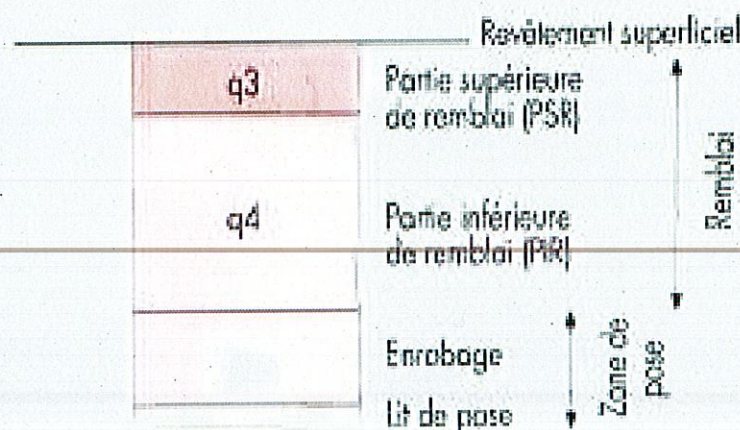 Revêtement superficiel
q3
Partie supérieure
de remblai (PSR)
Remblai
q4
Partie inférieure
de remblai (PIR)
Enrobage
Zone de
pose
Lit de pose